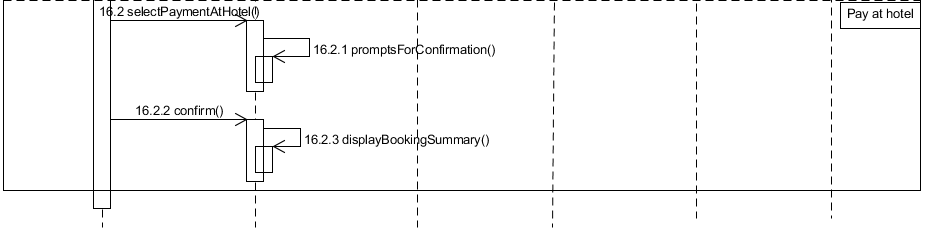 16.2 selectPaymentAtHotel()
Pay at hotel
16.2.1 promptsForConfirmation()
16.2.2 confirm()
16.2.3 displayBookingSummary()